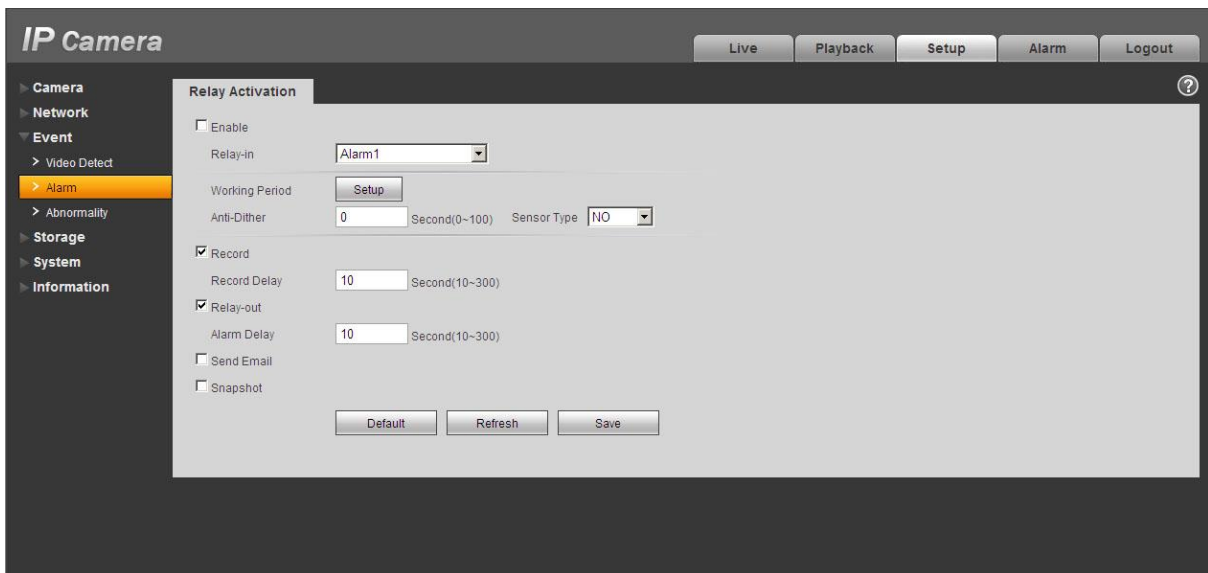 IP Camera
Live
Playback
Setup
Alarm
Logout
Camera
Network
Event
> Video Detect
> Alarm
> Abnormality
Storage
System
Information
Relay Activation
?
Enable
Relay-in Alarm1
Working Period Setup
Anti-Dither 0 Second(0~100) Sensor Type NO
Record
Record Delay 10 Second(10~300)
Relay-out
Alarm Delay 10 Second(10~300)
Send Email
Snapshot
Default Refresh Save